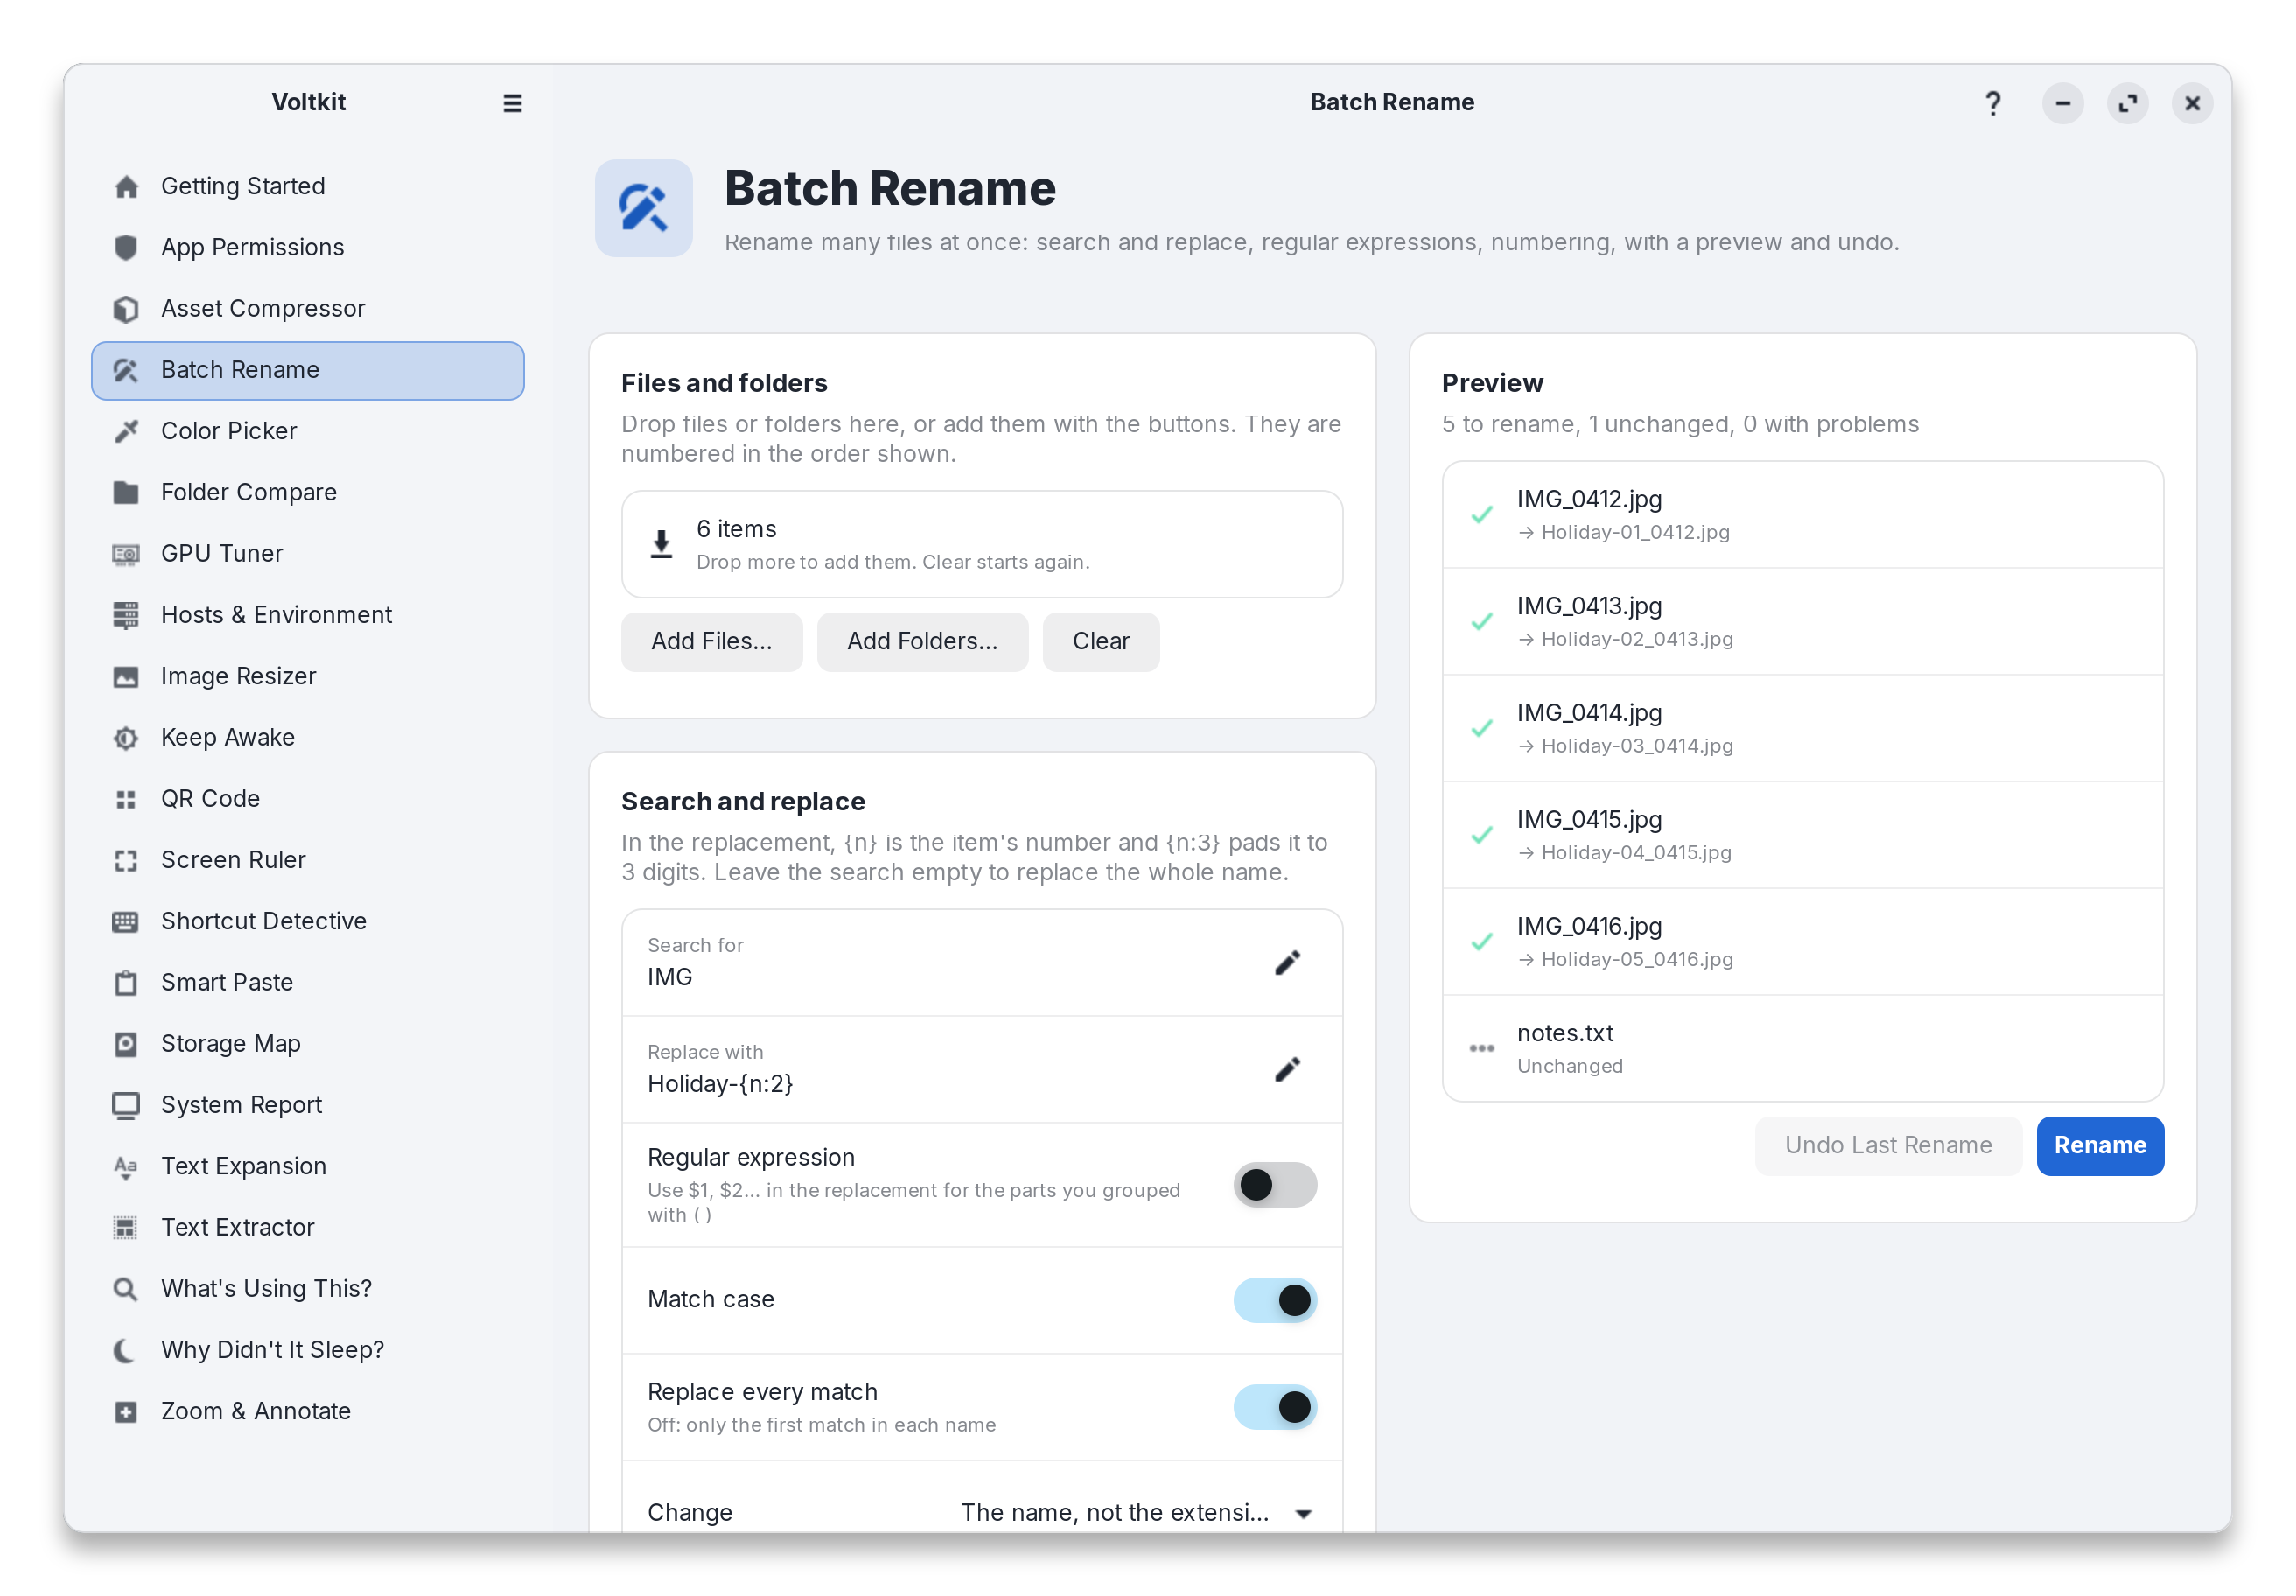 Voltkit
Batch Rename
?
Getting Started
App Permissions
Asset Compressor
Batch Rename
Color Picker
Folder Compare
GPU Tuner
Hosts & Environment
Image Resizer
Keep Awake
QR Code
Screen Ruler
Shortcut Detective
Smart Paste
Storage Map
System Report
Text Expansion
Text Extractor
What's Using This?
Why Didn't It Sleep?
Zoom & Annotate
Batch Rename
Rename many files at once: search and replace, regular expressions, numbering, with a preview and undo.
Files and folders
Drop files or folders here, or add them with the buttons. They are
numbered in the order shown.
6 items
Drop more to add them. Clear starts again.
Add Files...
Add Folders...
Clear
Search and replace
In the replacement, {n} is the item's number and {n:3} pads it to
3 digits. Leave the search empty to replace the whole name.
Search for
IMG
Replace with
Holiday-{n:2}
Regular expression
Use $1, $2... in the replacement for the parts you grouped
with ( )
Match case
Replace every match
Off: only the first match in each name
Change
The name, not the extensi...
Preview
5 to rename, 1 unchanged, 0 with problems
IMG_0412.jpg
→ Holiday-01_0412.jpg
IMG_0413.jpg
→ Holiday-02_0413.jpg
IMG_0414.jpg
→ Holiday-03_0414.jpg
IMG_0415.jpg
→ Holiday-04_0415.jpg
IMG_0416.jpg
→ Holiday-05_0416.jpg
notes.txt
Unchanged
Undo Last Rename
Rename